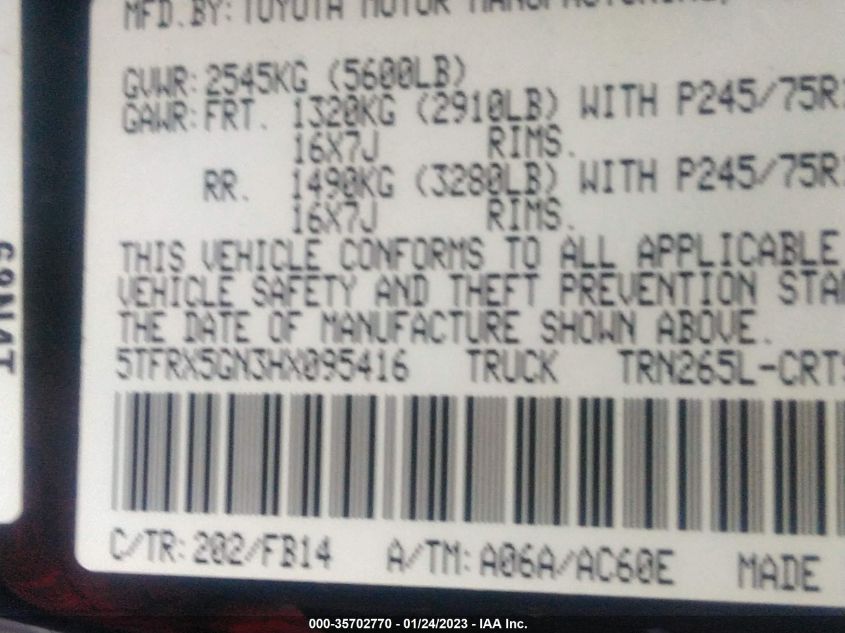 MFD.BY: TOYOTA MOTOR
GVWR: 2545KG (5600LB)
GAWR: FRT. 1320KG (2910LB) WITH P245/75R
16X7J RIMS.
RR. 1490KG (3280LB) WITH P245/75R
16X7J RIMS.
THIS VEHICLE CONFORMS TO ALL APPLICABLE
VEHICLE SAFETY AND THEFT PREVENTION STA
THE DATE OF MANUFACTURE SHOWN ABOVE.
5TFRX5GN3HX095416 TRUCK TRN265L-CRT
C/TR: 202/FB14 A/TM: A06A/AC60E MADE
000-35702770 - 01/24/2023 - IAA Inc.